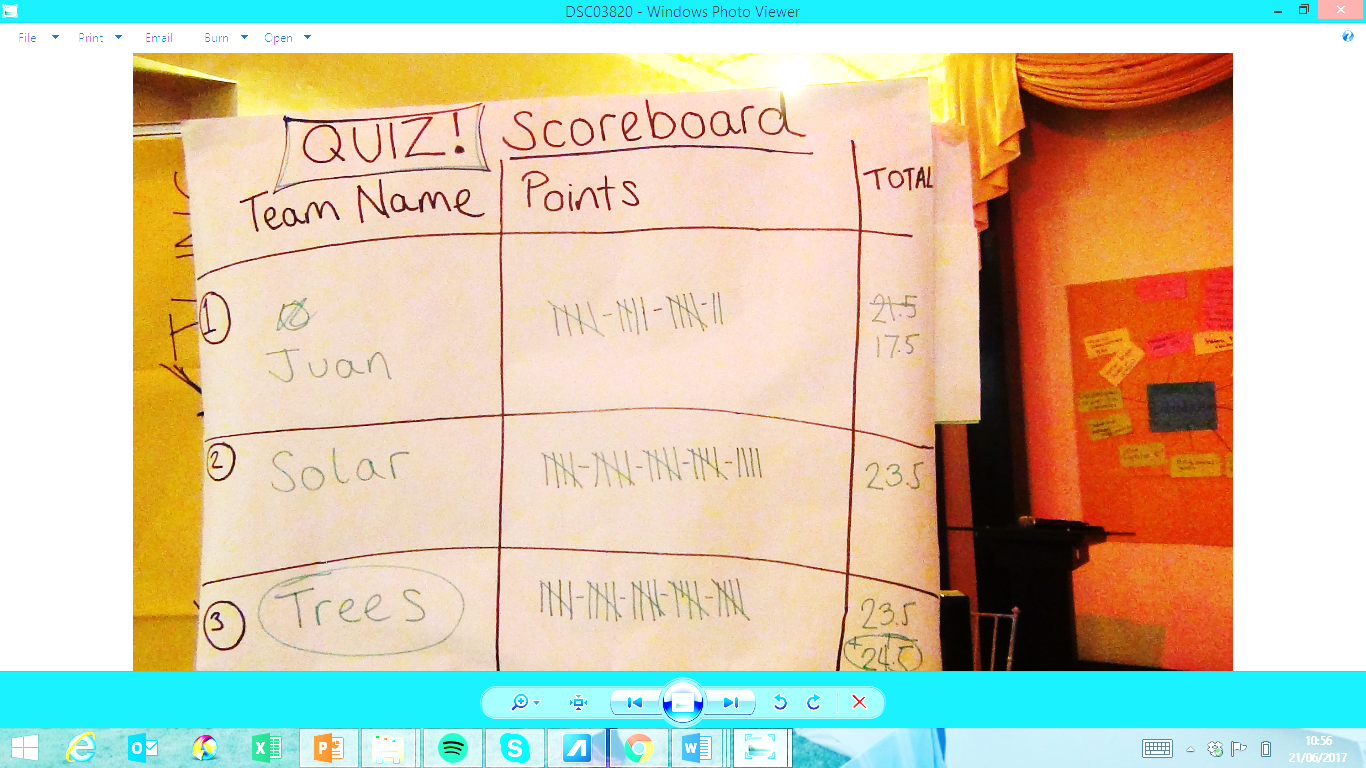 DSC03820 - Windows Photo Viewer
File Print Email Burn Open
QUIZ! Scoreboard
Team Name Points TOTAL
1 21.5
Juan 17.5
2 Solar 23.5
3 Trees 23.5
24.5
10:56
21/06/2017